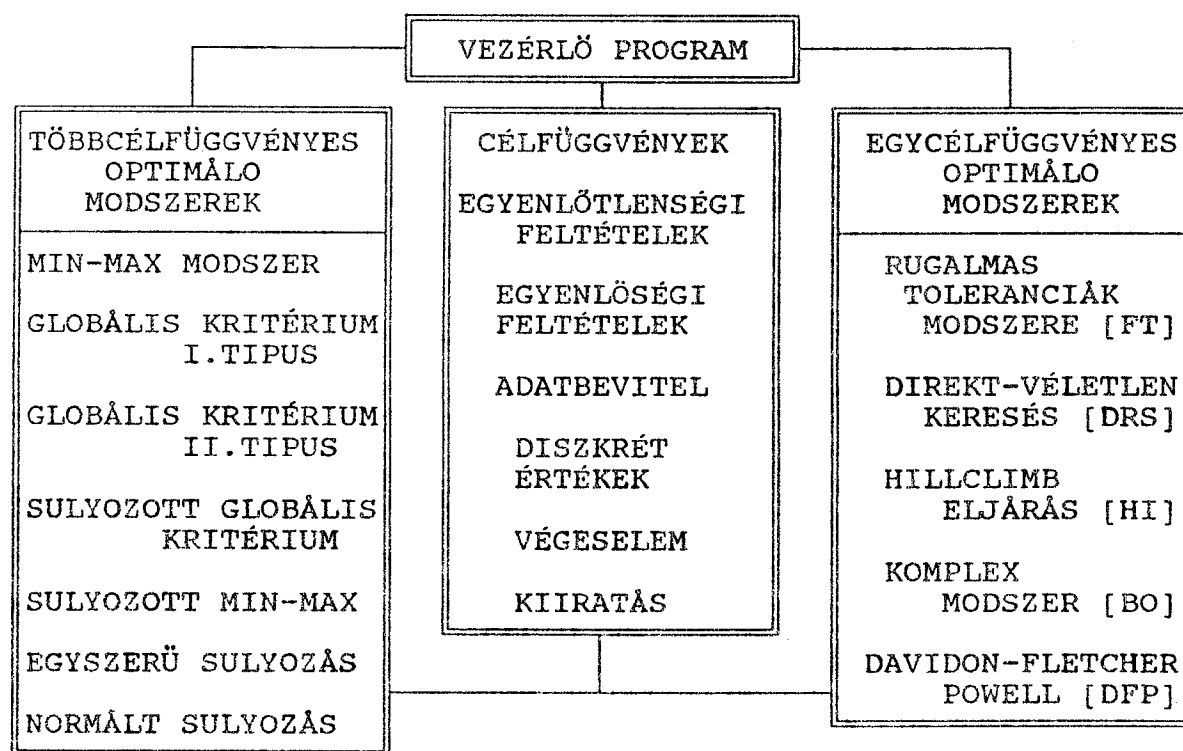 VEZÉRLÖ PROGRAM
TÖBBCÉLFÜGGVÉNYES
OPTIMÅLO
MODSZEREK
MIN-MAX MODSZER
GLOBÅLIS KRITÉRIUM
I.TIPUS
GLOBÅLIS KRITÉRIUM
II.TIPUS
SULYOZOTT GLOBÅLIS
KRITÉRIUM
SULYOZOTT MIN-MAX
EGYSZERÜ SULYOZÅS
NORMÅLT SULYOZÅS
CÉLFÜGGVÉNYEK
EGYENLŐTLENSÉGI
FELTÉTELEK
EGYENLÖSÉGI
FELTÉTELEK
ADATBEVITEL
DISZKRÉT
ÉRTÉKEK
VÉGESELEM
KIIRATÅS
EGYCÉLFÜGGVÉNYES
OPTIMÅLO
MODSZEREK
RUGALMAS
TOLERANCIÅK
MODSZERE [FT]
DIREKT-VÉLETLEN
KERESÉS [DRS]
HILLCLIMB
ELJÅRÅS [HI]
KOMPLEX
MODSZER [BO]
DAVIDON-FLETCHER
POWELL [DFP]